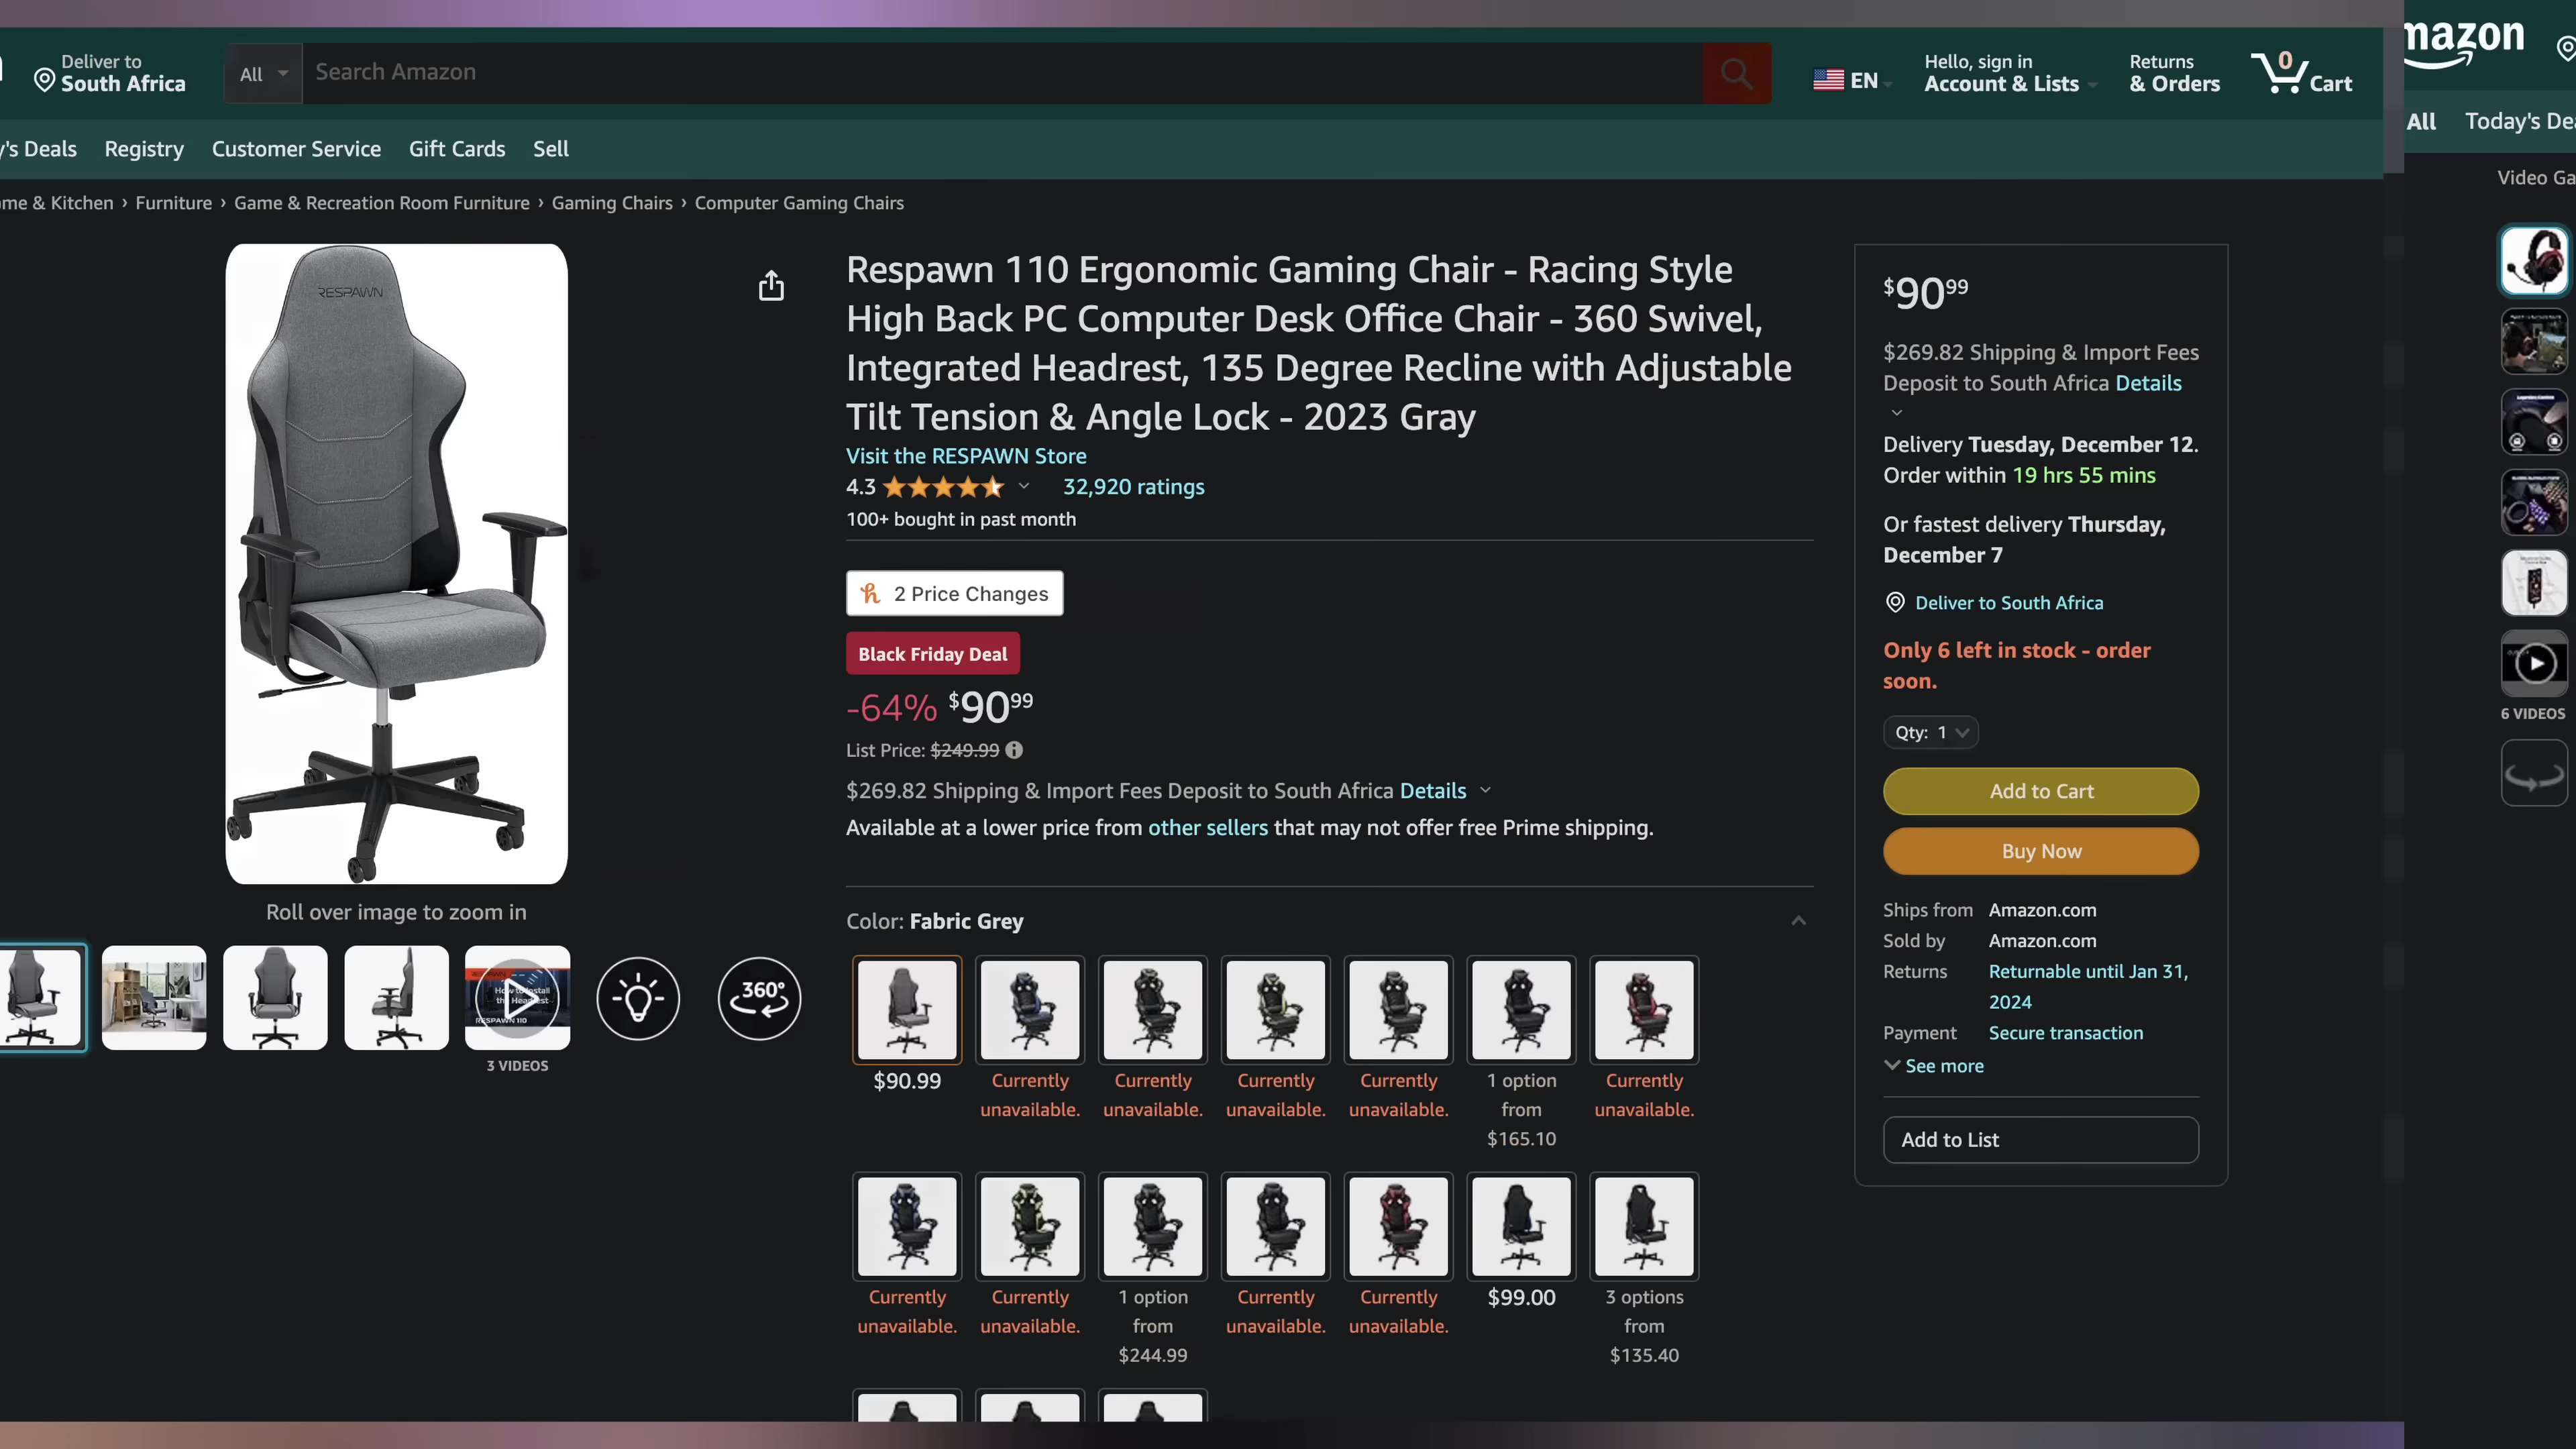 Deliver to
South Africa
All
Search Amazon
EN
Hello, sign in
Account & Lists
Returns
& Orders
0
Cart
mazon
y's Deals
Registry
Customer Service
Gift Cards
Sell
All
Today's De
me & Kitchen › Furniture › Game & Recreation Room Furniture › Gaming Chairs › Computer Gaming Chairs
Video Ga
RESPAWN
Roll over image to zoom in
How to Install
the Headrest
RESPAWN 110
3 VIDEOS
360°
Respawn 110 Ergonomic Gaming Chair - Racing Style
High Back PC Computer Desk Office Chair - 360 Swivel,
Integrated Headrest, 135 Degree Recline with Adjustable
Tilt Tension & Angle Lock - 2023 Gray
Visit the RESPAWN Store
4.3
32,920 ratings
100+ bought in past month
2 Price Changes
Black Friday Deal
-64% $90 99
List Price: $249.99
$269.82 Shipping & Import Fees Deposit to South Africa Details
Available at a lower price from other sellers that may not offer free Prime shipping.
Color: Fabric Grey
$90.99
Currently
unavailable.
Currently
unavailable.
Currently
unavailable.
Currently
unavailable.
1 option
from
$165.10
Currently
unavailable.
Currently
unavailable.
Currently
unavailable.
1 option
from
$244.99
Currently
unavailable.
Currently
unavailable.
$99.00
3 options
from
$135.40
$90 99
$269.82 Shipping & Import Fees
Deposit to South Africa Details
Delivery Tuesday, December 12.
Order within 19 hrs 55 mins
Or fastest delivery Thursday,
December 7
Deliver to South Africa
Only 6 left in stock - order
soon.
Qty: 1
Add to Cart
Buy Now
Ships from Amazon.com
Sold by Amazon.com
Returns Returnable until Jan 31,
2024
Payment Secure transaction
See more
Add to List
6 VIDEOS